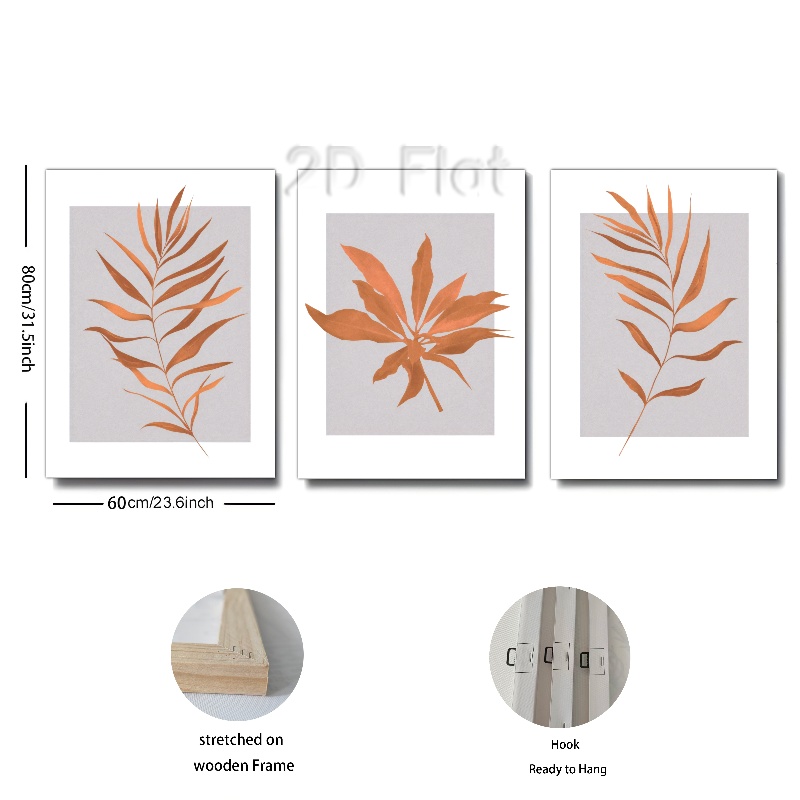 2D Flat
80cm/31.5inch
60cm/23.6inch
stretched on
wooden Frame
Hook
Ready to Hang